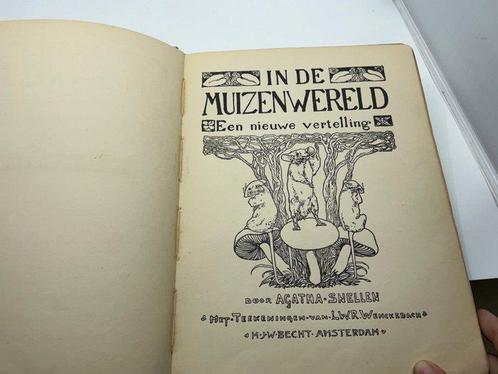 IN DE
MUIZENWERELD
Een nieuwe vertelling.
DOOR AGATHA · SNELLEN
MET · TEEKENINGEN · VAN · L.W.R. WENCKEBACH
H · J · W · BECHT · AMSTERDAM